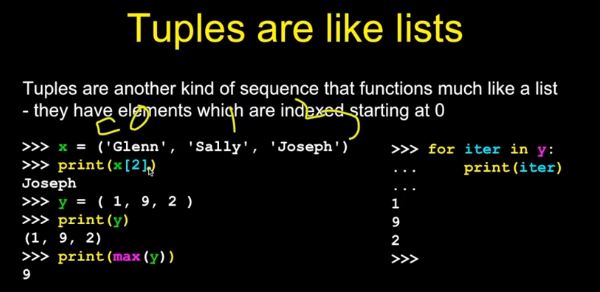 Tuples are like lists
Tuples are another kind of sequence that functions much like a list
- they have elements which are indexed starting at 0
0 1 2
>>> x = ('Glenn', 'Sally', 'Joseph')
>>> print(x[2])
Joseph
>>> y = ( 1, 9, 2 )
>>> print(y)
(1, 9, 2)
>>> print(max(y))
9
>>> for iter in y:
...     print(iter)
...
1
9
2
>>>